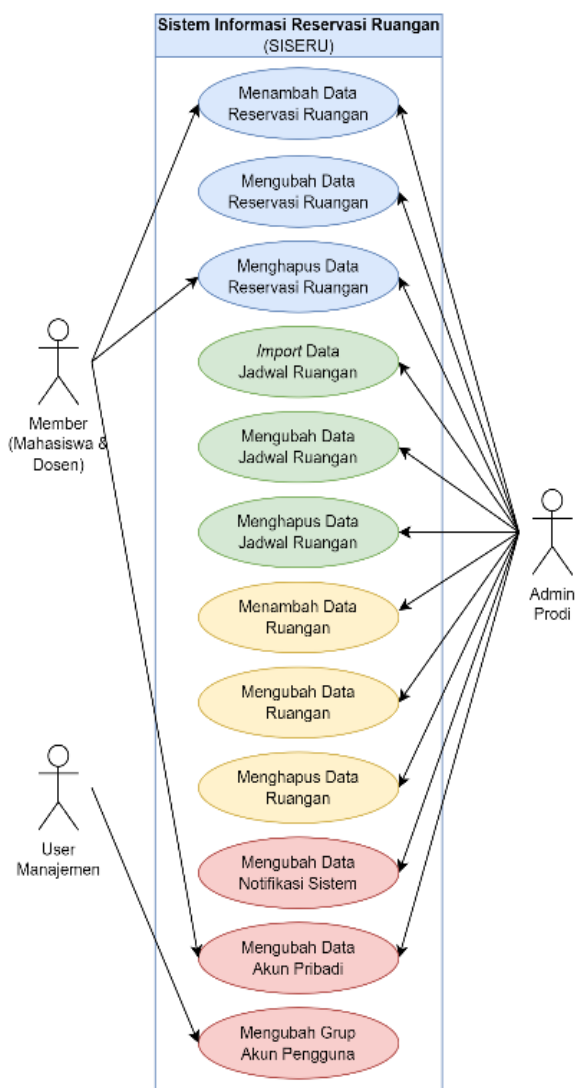 Sistem Informasi Reservasi Ruangan
(SISERU)
Menambah Data
Reservasi Ruangan
Mengubah Data
Reservasi Ruangan
Menghapus Data
Reservasi Ruangan
Import Data
Jadwal Ruangan
Mengubah Data
Jadwal Ruangan
Menghapus Data
Jadwal Ruangan
Menambah Data
Ruangan
Mengubah Data
Ruangan
Menghapus Data
Ruangan
Mengubah Data
Notifikasi Sistem
Mengubah Data
Akun Pribadi
Mengubah Grup
Akun Pengguna
Member
(Mahasiswa &
Dosen)
User
Manajemen
Admin
Prodi